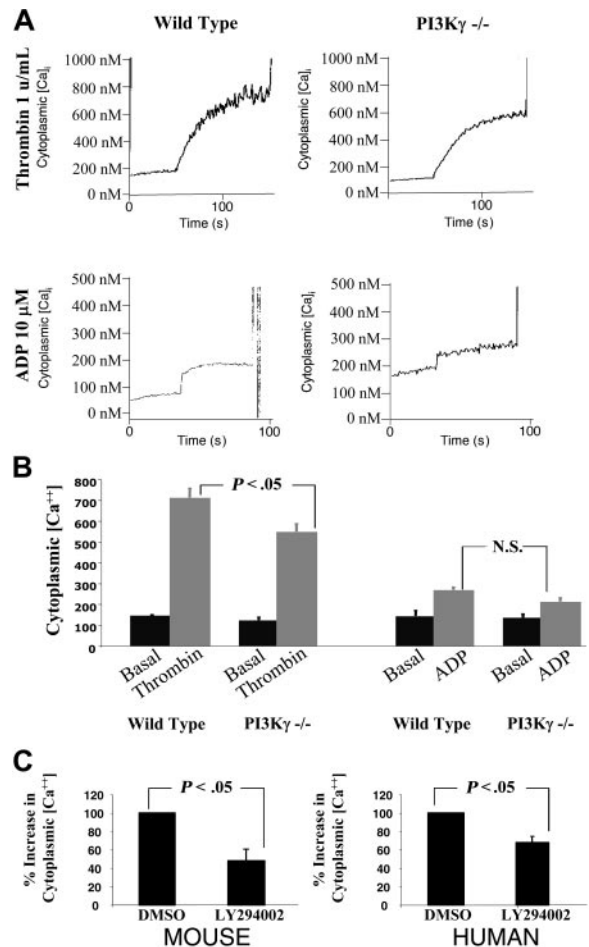 A
Wild Type
PI3Kγ -/-
Thrombin 1 u/mL
Cytoplasmic [Ca]i
1000 nM
800 nM
600 nM
400 nM
200 nM
0 nM
0
100
Time (s)
Cytoplasmic [Ca]i
1000 nM
800 nM
600 nM
400 nM
200 nM
0 nM
0
100
Time (s)
ADP 10 µM
Cytoplasmic [Ca]i
500 nM
400 nM
300 nM
200 nM
100 nM
0 nM
0
100
Time (s)
Cytoplasmic [Ca]i
500 nM
400 nM
300 nM
200 nM
100 nM
0 nM
0
100
Time (s)
B
Cytoplasmic [Ca++]
800
700
600
500
400
300
200
100
0
P < .05
N.S.
Basal
Thrombin
Basal
Thrombin
Basal
ADP
Basal
ADP
Wild Type
PI3Kγ -/-
Wild Type
PI3Kγ -/-
C
% Increase in
Cytoplasmic [Ca++]
120
100
80
60
40
20
0
P < .05
DMSO
LY294002
MOUSE
% Increase in
Cytoplasmic [Ca++]
120
100
80
60
40
20
0
P < .05
DMSO
LY294002
HUMAN